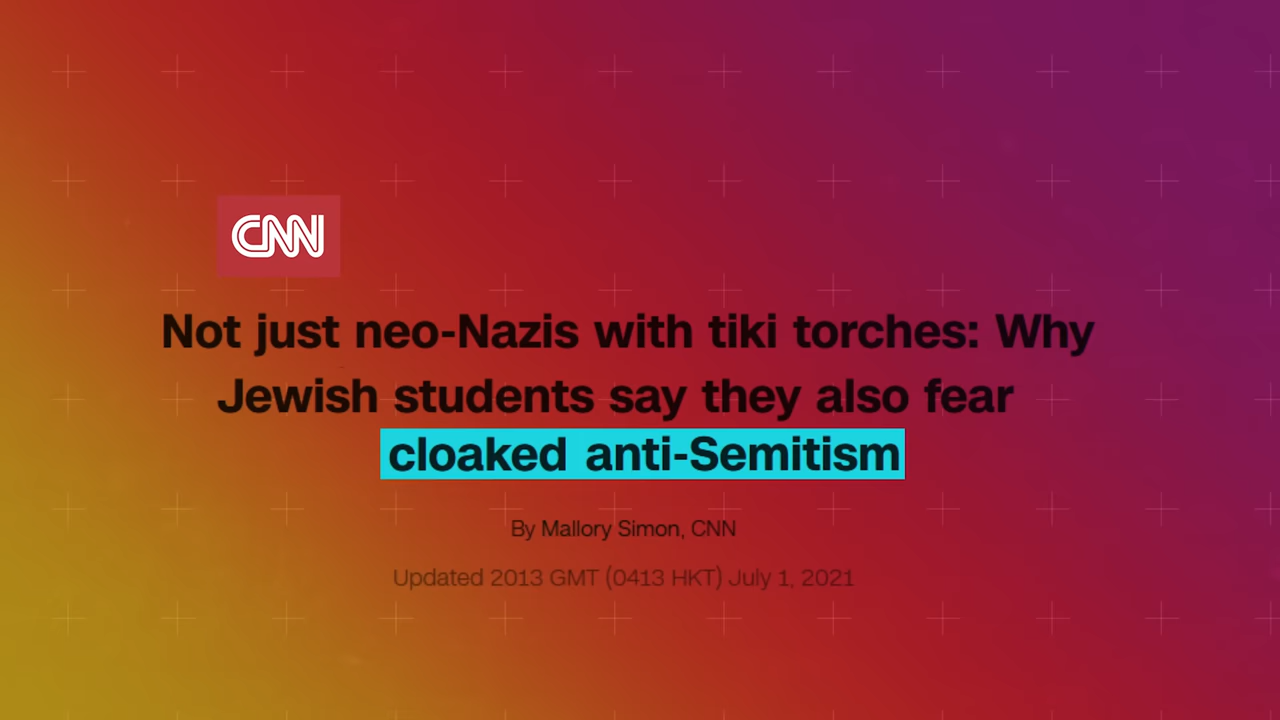 CNN
Not just neo-Nazis with tiki torches: Why
Jewish students say they also fear
cloaked anti-Semitism
By Mallory Simon, CNN
Updated 2013 GMT (0413 HKT) July 1, 2021